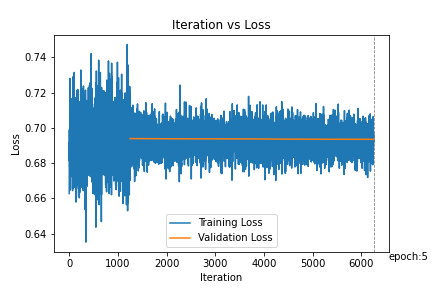 Iteration vs Loss
0.74
0.72
0.70
0.68
0.66
0.64
Loss
Training Loss
Validation Loss
0 1000 2000 3000 4000 5000 6000
epoch:5
Iteration